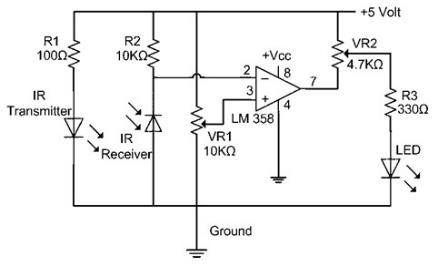 +5 Volt
R1
100Ω
R2
10KΩ
+Vcc
VR2
4.7KΩ
2
8
7
3
4
R3
330Ω
IR
Transmitter
IR
Receiver
VR1
10KΩ
LM 358
LED
Ground